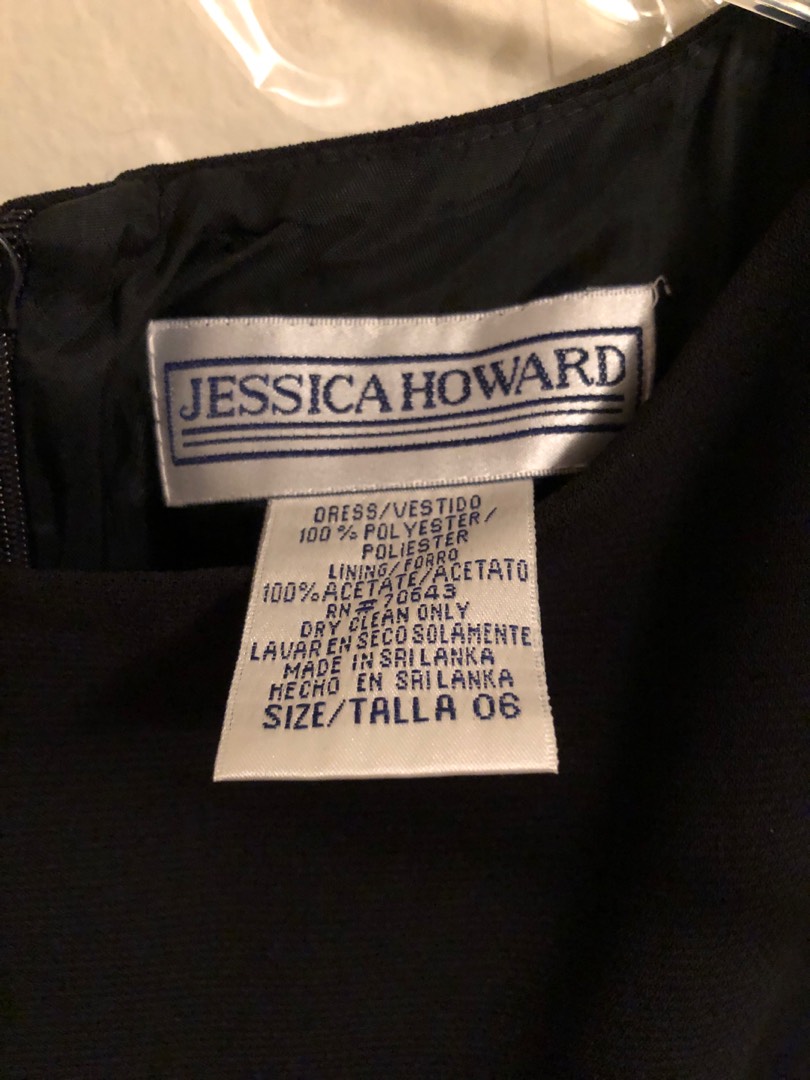 JESSICA HOWARD
DRESS/VESTIDO
100% POLYESTER/
POLIESTER
LINING/FORRO
100% ACETATE/ACETATO
RN# 70643
DRY CLEAN ONLY
LAVAR EN SECO SOLAMENTE
MADE IN SRI LANKA
HECHO EN SRI LANKA
SIZE/TALLA 06